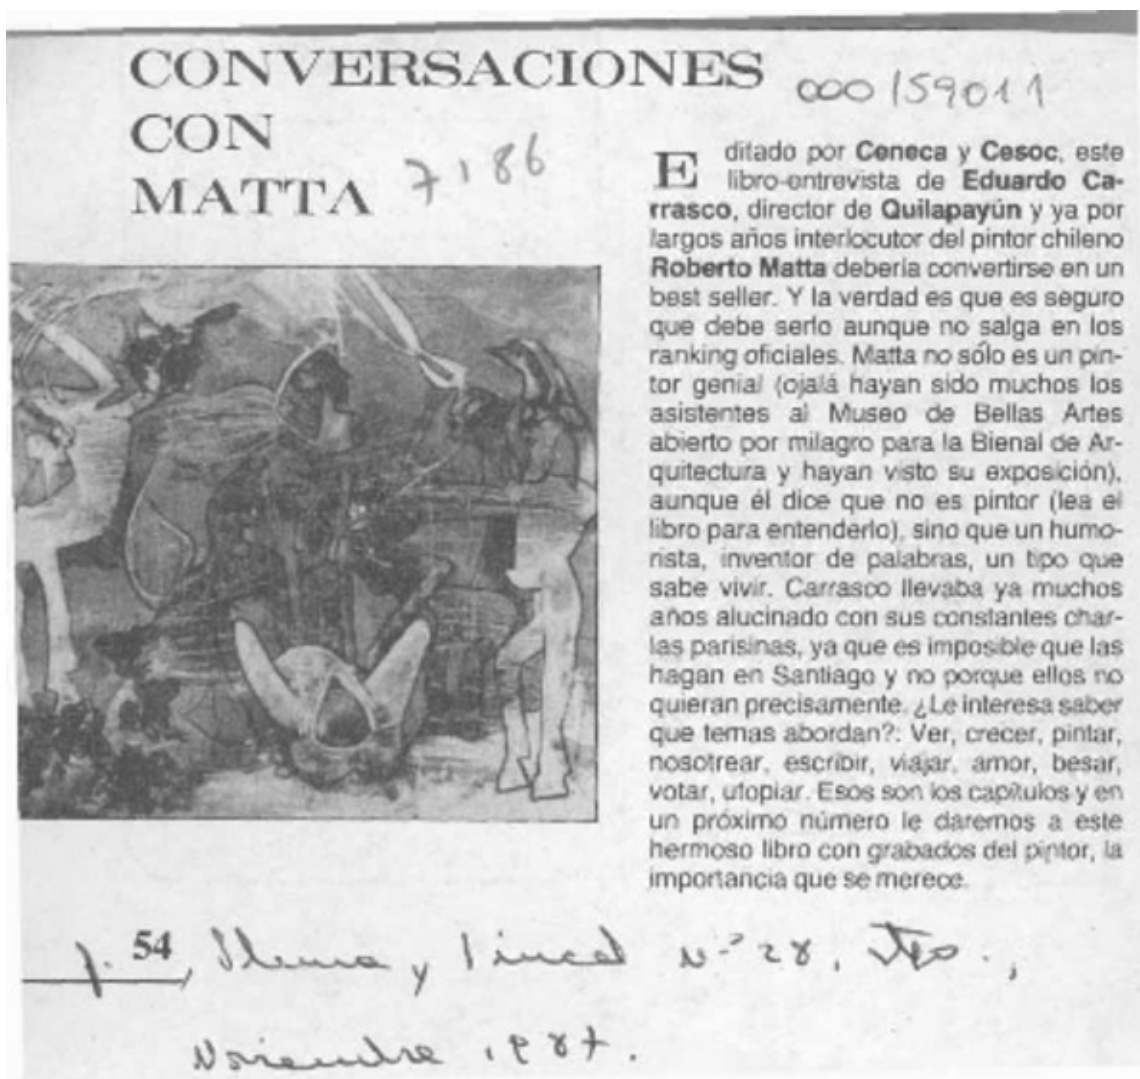 CONVERSACIONES
CON
MATTA
000159011
7186
Editado por Ceneca y Cesoc, este
libro-entrevista de Eduardo Ca-
rrasco, director de Quilapayún y ya por
largos años interlocutor del pintor chileno
Roberto Matta debería convertirse en un
best seller. Y la verdad es que es seguro
que debe serlo aunque no salga en los
ranking oficiales. Matta no sólo es un pin-
tor genial (ojalá hayan sido muchos los
asistentes al Museo de Bellas Artes
abierto por milagro para la Bienal de Ar-
quitectura y hayan visto su exposición),
aunque él dice que no es pintor (lea el
libro para entenderlo), sino que un humo-
rista, inventor de palabras, un tipo que
sabe vivir. Carrasco llevaba ya muchos
años alucinado con sus constantes char-
las parisinas, ya que es imposible que las
hagan en Santiago y no porque ellos no
quieran precisamente. ¿Le interesa saber
que temas abordan?: Ver, crecer, pintar,
nosotrear, escribir, viajar, amor, besar,
votar, utopiar. Esos son los capítulos y en
un próximo número le daremos a este
hermoso libro con grabados del pintor, la
importancia que se merece.
p. 54, Pluma y Pincel n° 28, Stgo.,
Noviembre 1987.